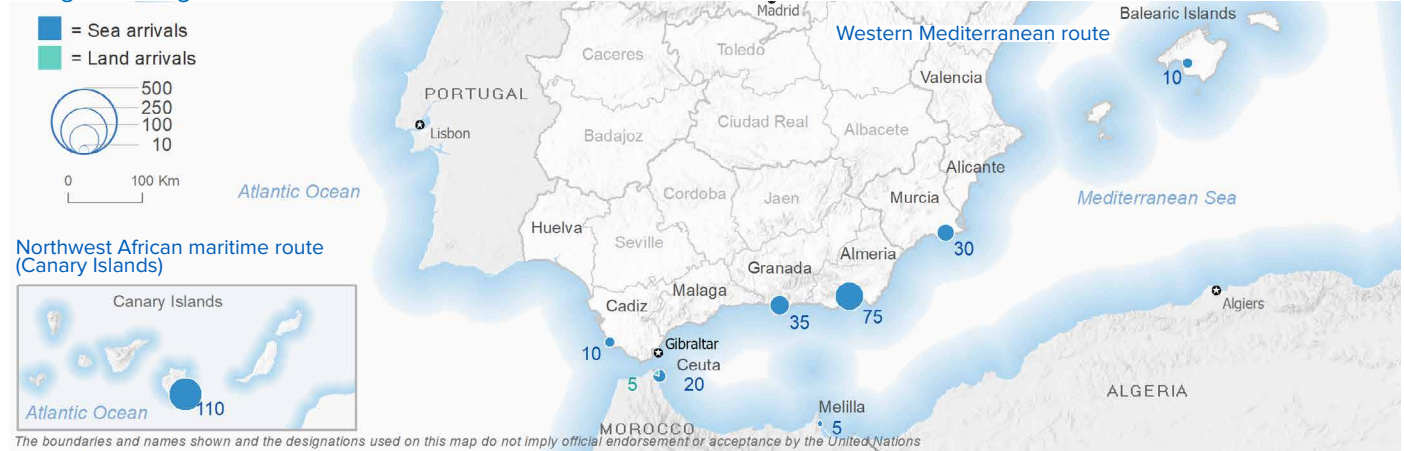 = Sea arrivals
= Land arrivals
500
250
100
10
0 100 Km
Madrid
Western Mediterranean route
Balearic Islands
10
Caceres
Toledo
Valencia
PORTUGAL
Lisbon
Badajoz
Ciudad Real
Albacete
Alicante
Atlantic Ocean
Cordoba
Jaen
Murcia
Mediterranean Sea
Huelva
Seville
30
Almeria
Granada
Malaga
Cadiz
35
75
Algiers
10
Gibraltar
Ceuta
5
20
ALGERIA
Melilla
5
MOROCCO
Northwest African maritime route
(Canary Islands)
Canary Islands
Atlantic Ocean
110
The boundaries and names shown and the designations used on this map do not imply official endorsement or acceptance by the United Nations